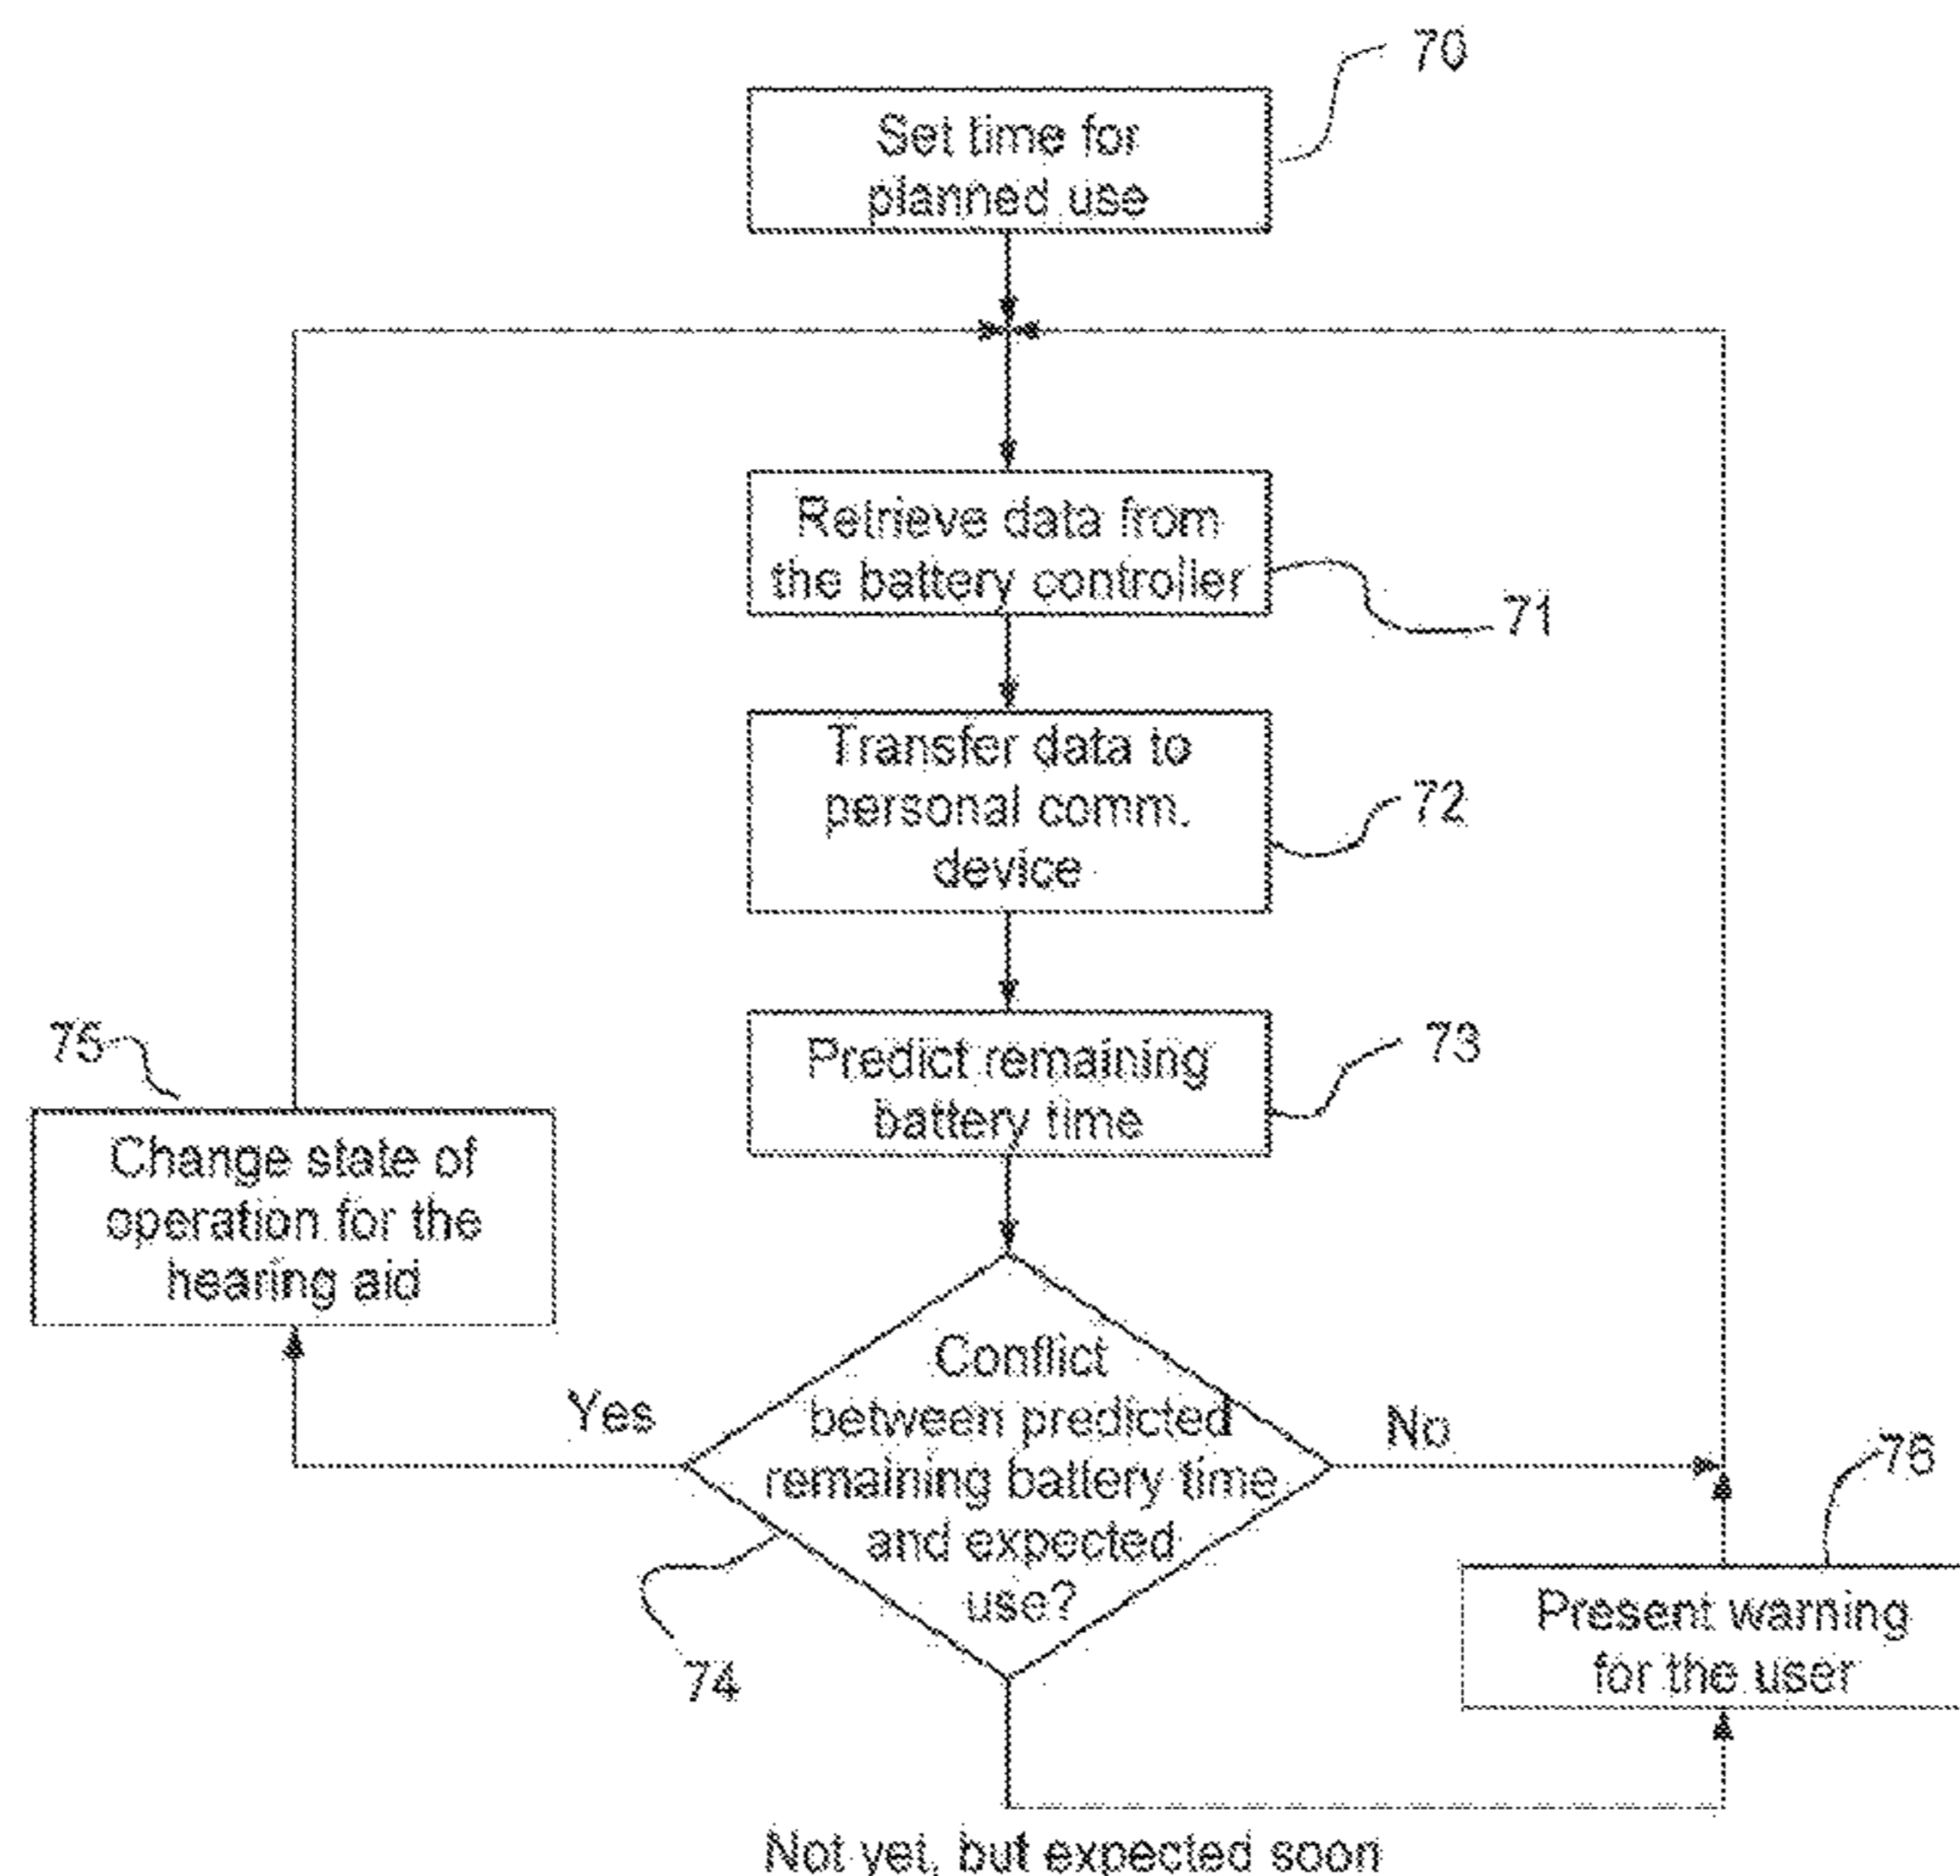 70
Set time for
planned use
Retrieve data from
the battery controller
71
Transfer data to
personal comm.
device
72
Predict remaining
battery time
73
75
Change state of
operation for the
hearing aid
Conflict
between predicted
remaining battery time
and expected
use?
Yes
No
74
76
Present warning
for the user
Not yet, but expected soon